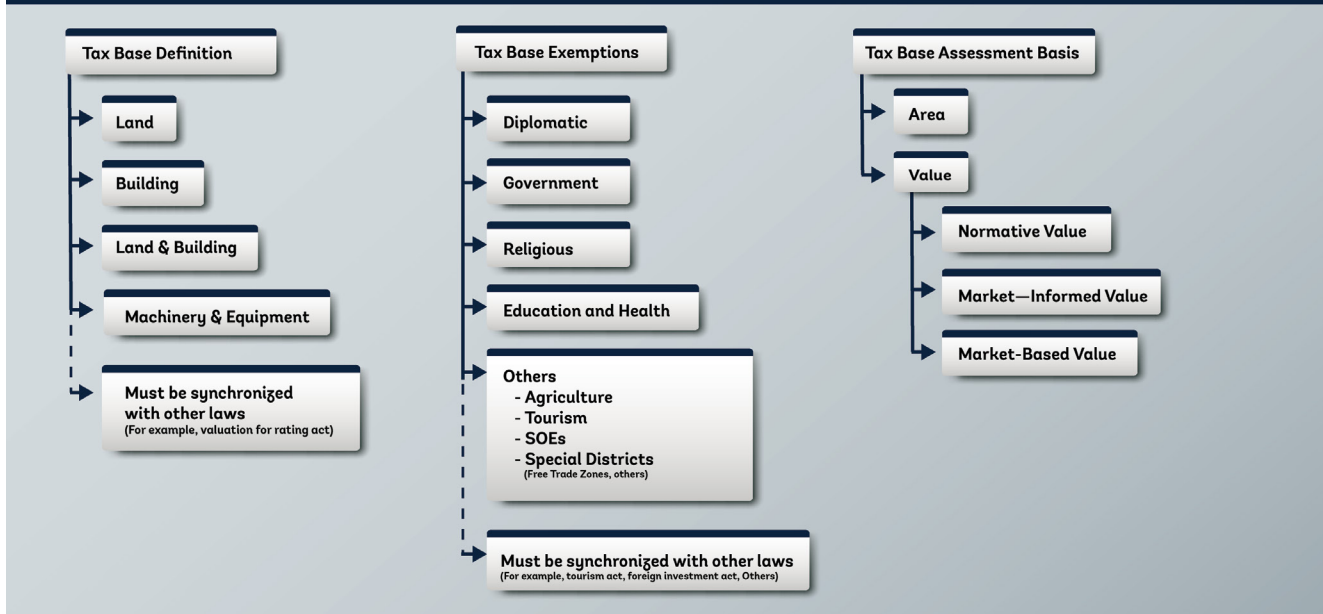 Tax Base Definition
Land
Building
Land & Building
Machinery & Equipment
Must be synchronized
with other laws
(For example, valuation for rating act)
Tax Base Exemptions
Diplomatic
Government
Religious
Education and Health
Others
- Agriculture
- Tourism
- SOEs
- Special Districts
(Free Trade Zones, others)
Must be synchronized with other laws
(For example, tourism act, foreign investment act, Others)
Tax Base Assessment Basis
Area
Value
Normative Value
Market—Informed Value
Market-Based Value